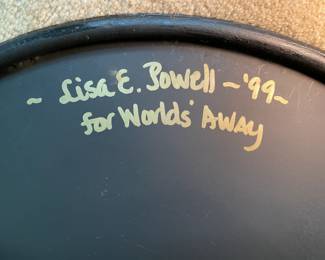 ~ Lisa E. Powell ~ '99 ~
for Worlds' AWAY